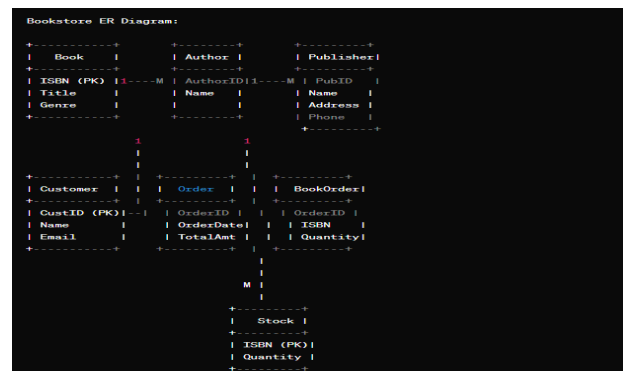 Bookstore ER Diagram:
+-----------+ +--------+ +---------+
| Book | | Author | | Publisher|
+-----------+ +--------+ +---------+
| ISBN (PK) |1----M | AuthorID|1----M | PubID |
| Title | | Name | | Name |
| Genre | | | | Address |
+-----------+ +--------+ | Phone |
+---------+
1 1
| |
| |
+-----------+ | +---------+ | +---------+
| Customer | | | Order | | | BookOrder|
+-----------+ | +---------+ | +---------+
| CustID (PK)|--| | OrderID | | | OrderID |
| Name | | OrderDate| | | ISBN |
| Email | | TotalAmt | | | Quantity|
+-----------+ +---------+ | +---------+
|
M |
|
+---------+
| Stock |
+---------+
| ISBN (PK)|
| Quantity |
+---------+